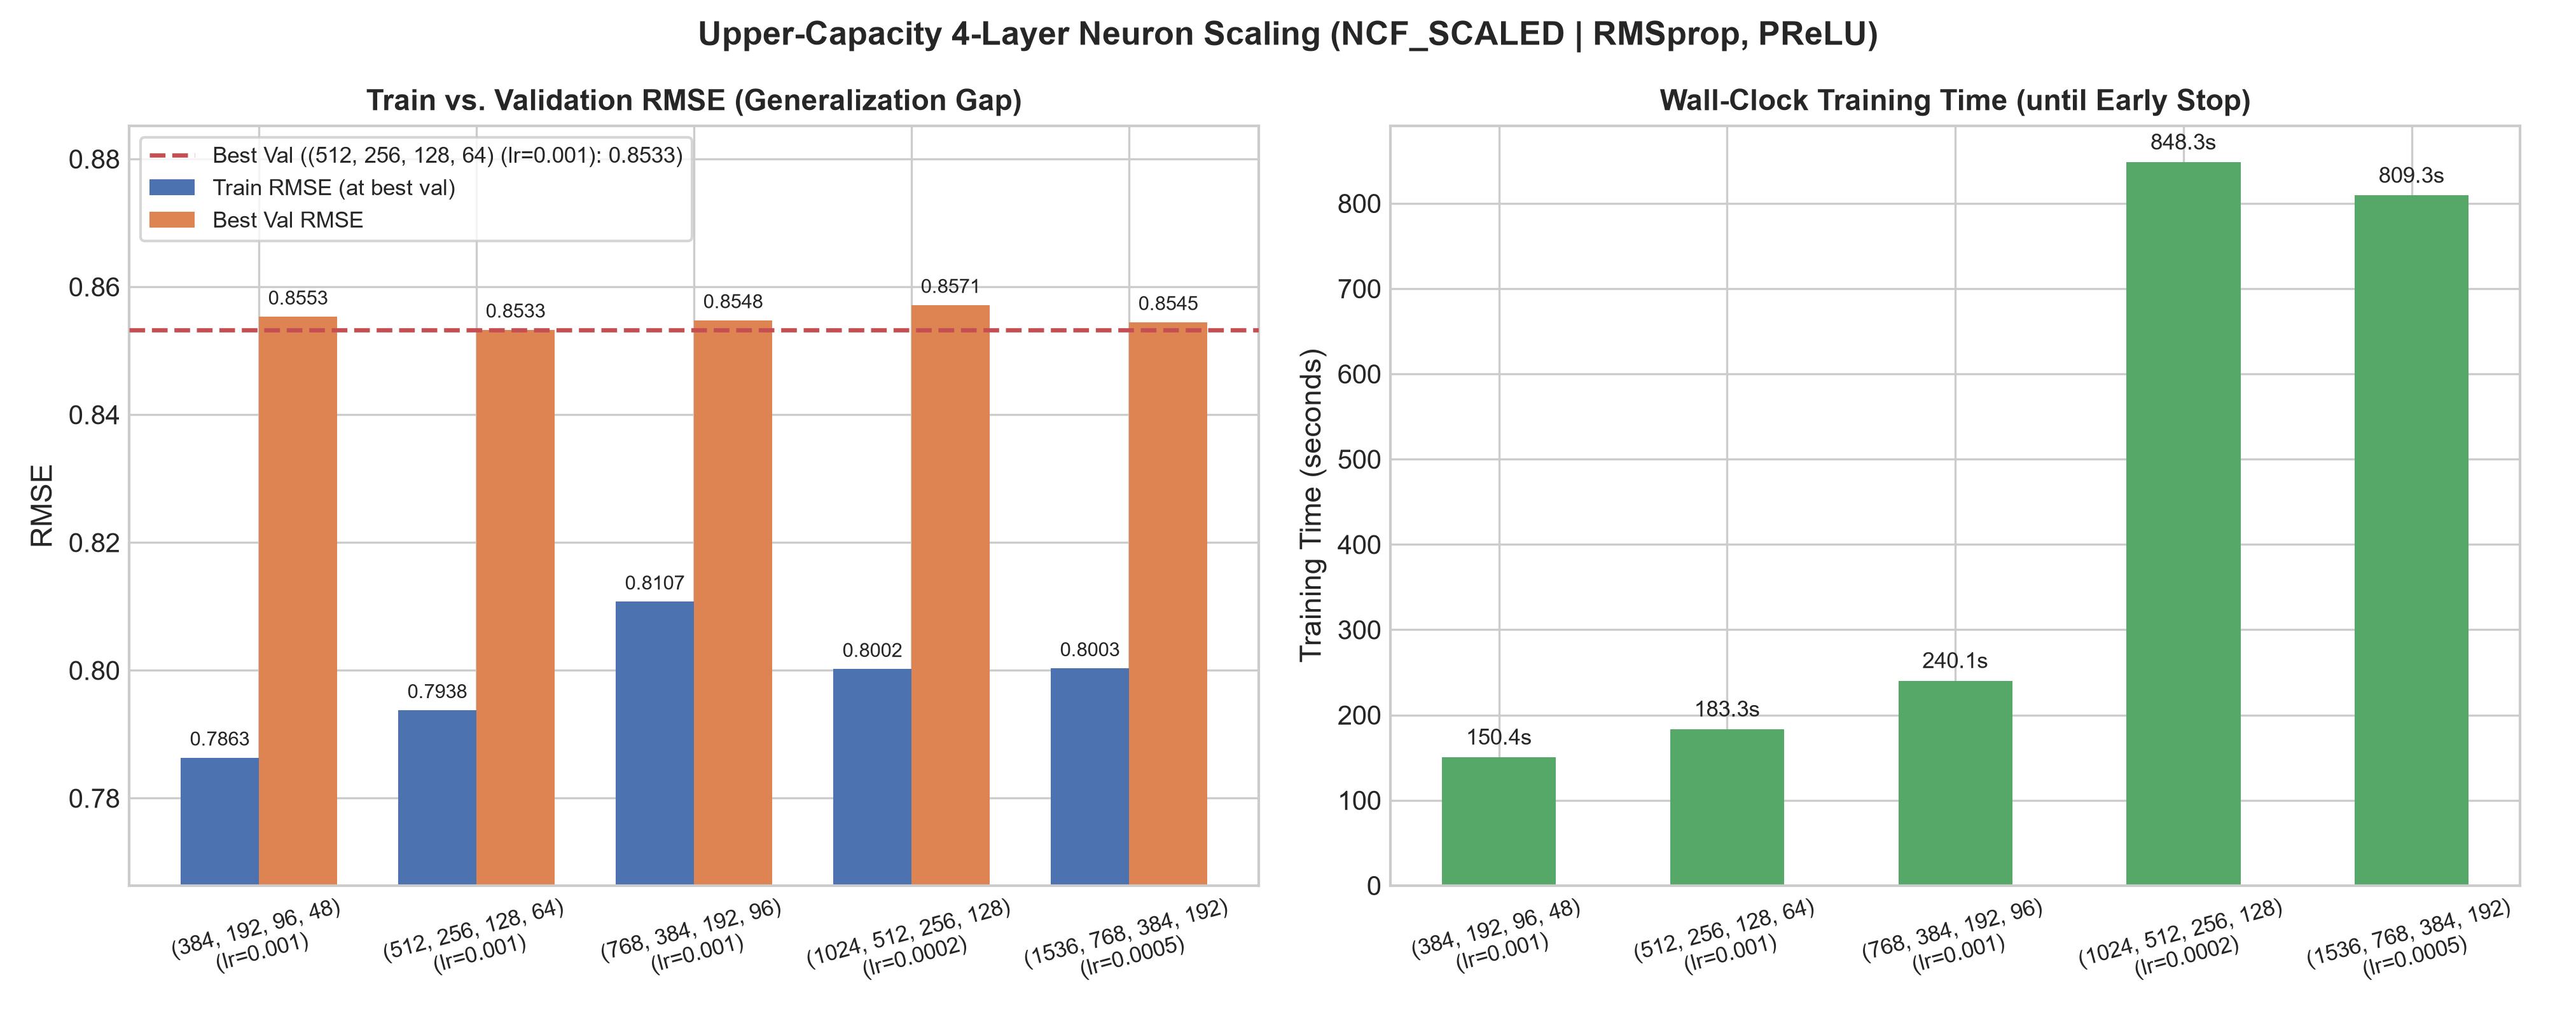 Upper-Capacity 4-Layer Neuron Scaling (NCF_SCALED | RMSprop, PReLU)
Train vs. Validation RMSE (Generalization Gap)
Best Val ((512, 256, 128, 64) (lr=0.001): 0.8533)
Train RMSE (at best val)
Best Val RMSE
RMSE
0.88
0.86
0.84
0.82
0.80
0.78
0.7863
0.8553
0.7938
0.8533
0.8107
0.8548
0.8002
0.8571
0.8003
0.8545
(384, 192, 96, 48)
(lr=0.001)
(512, 256, 128, 64)
(lr=0.001)
(768, 384, 192, 96)
(lr=0.001)
(1024, 512, 256, 128)
(lr=0.0002)
(1536, 768, 384, 192)
(lr=0.0005)
Wall-Clock Training Time (until Early Stop)
Training Time (seconds)
800
700
600
500
400
300
200
100
0
150.4s
183.3s
240.1s
848.3s
809.3s
(384, 192, 96, 48)
(lr=0.001)
(512, 256, 128, 64)
(lr=0.001)
(768, 384, 192, 96)
(lr=0.001)
(1024, 512, 256, 128)
(lr=0.0002)
(1536, 768, 384, 192)
(lr=0.0005)